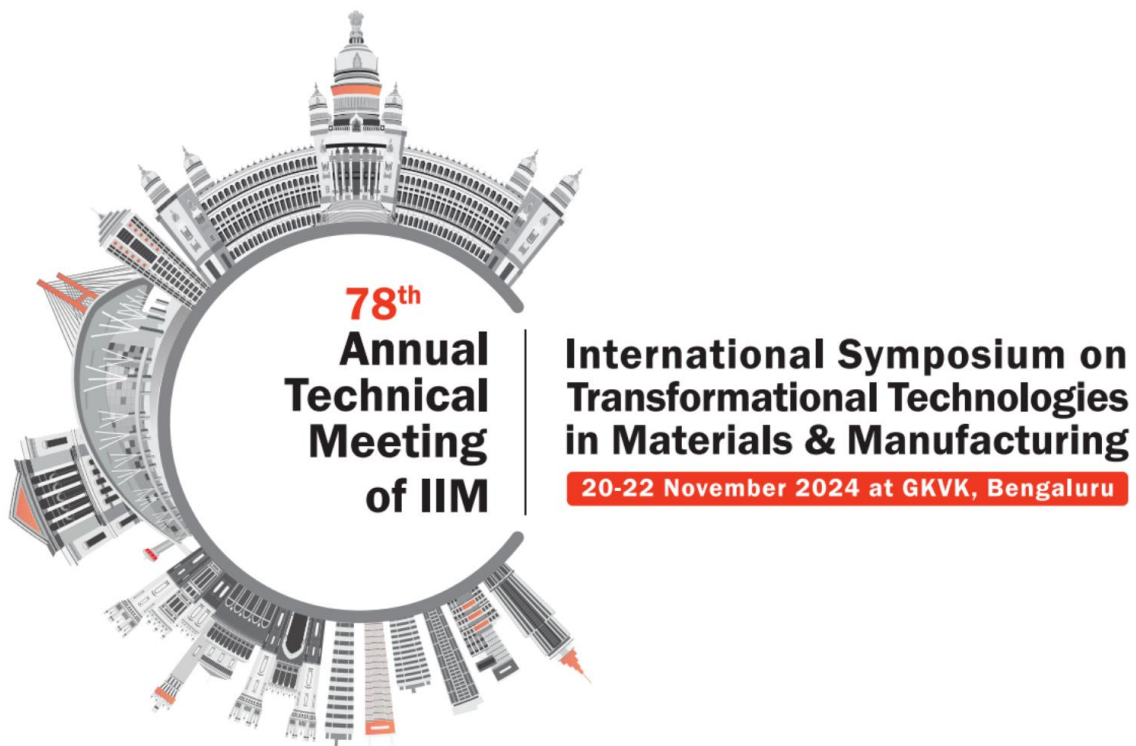 78th
Annual
Technical
Meeting
of IIM
International Symposium on
Transformational Technologies
in Materials & Manufacturing
20-22 November 2024 at GKVK, Bengaluru